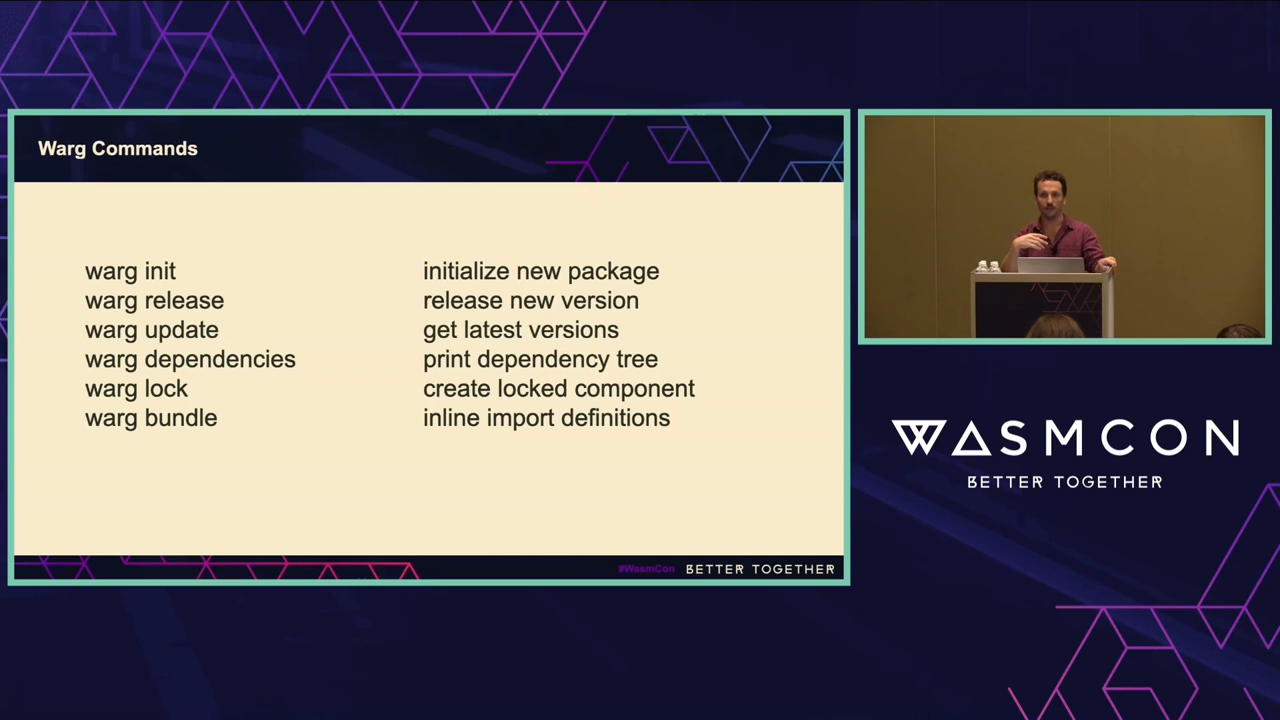 Warg Commands
warg init initialize new package
warg release release new version
warg update get latest versions
warg dependencies print dependency tree
warg lock create locked component
warg bundle inline import definitions
#WasmCon BETTER TOGETHER
WASMCON
BETTER TOGETHER